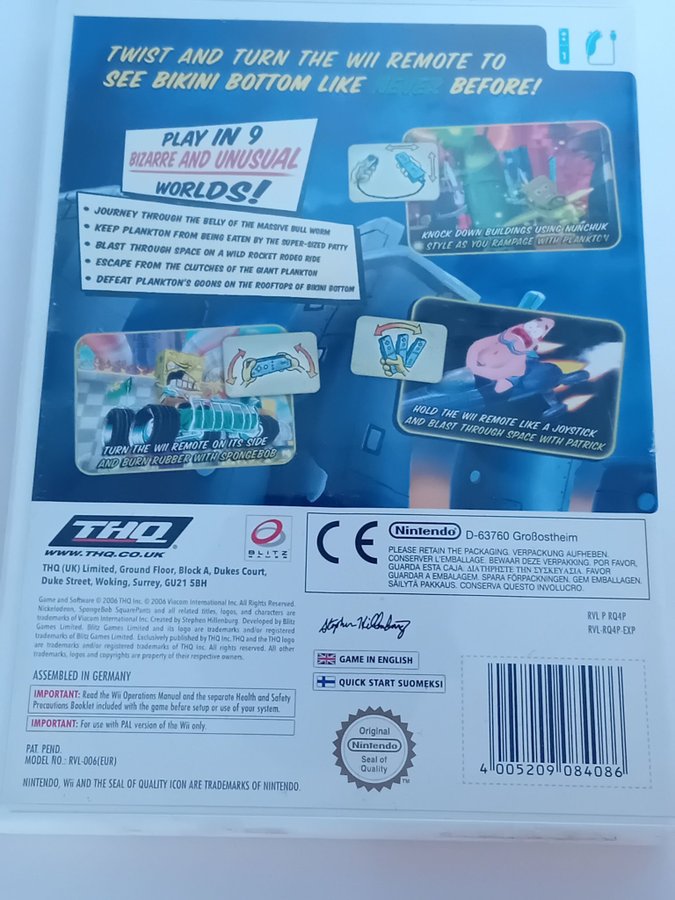 TWIST AND TURN THE WII REMOTE TO
SEE BIKINI BOTTOM LIKE NEVER BEFORE!
1
PLAY IN 9
BIZARRE AND UNUSUAL
WORLDS!
• JOURNEY THROUGH THE BELLY OF THE MASSIVE BULL WORM
• KEEP PLANKTON FROM BEING EATEN BY THE SUPER-SIZED PATTY
• BLAST THROUGH SPACE ON A WILD ROCKET RODEO RIDE
• ESCAPE FROM THE CLUTCHES OF THE GIANT PLANKTON
• DEFEAT PLANKTON'S GOONS ON THE ROOFTOPS OF BIKINI BOTTOM
KNOCK DOWN BUILDINGS USING NUNCHUK
STYLE AS YOU RAMPAGE WITH PLANKTON
HOLD THE WII REMOTE LIKE A JOYSTICK
AND BLAST THROUGH SPACE WITH PATRICK
TURN THE WII REMOTE ON ITS SIDE
AND BURN RUBBER WITH SPONGEBOB
THQ
WWW.THQ.CO.UK
BLITZ
THQ (UK) Limited, Ground Floor, Block A, Dukes Court,
Duke Street, Woking, Surrey, GU21 5BH
Game and Software © 2006 THQ Inc. © 2006 Viacom International Inc. All Rights Reserved.
Nickelodeon, SpongeBob SquarePants and all related titles, logos, and characters are
trademarks of Viacom International Inc. Created by Stephen Hillenburg. Developed by Blitz
Games Limited. Blitz Games Limited and its logo are trademarks and/or registered
trademarks of Blitz Games Limited. Exclusively published by THQ Inc. THQ and the THQ logo
are trademarks and/or registered trademarks of THQ Inc. All rights reserved. All other
trademarks, logos and copyrights are property of their respective owners.
ASSEMBLED IN GERMANY
IMPORTANT: Read the Wii Operations Manual and the separate Health and Safety
Precautions Booklet included with the game before setup or use of your system.
IMPORTANT: For use with PAL version of the Wii only.
PAT. PEND.
MODEL NO.: RVL-006(EUR)
NINTENDO, Wii AND THE SEAL OF QUALITY ICON ARE TRADEMARKS OF NINTENDO.
CE
Nintendo® D-63760 Großostheim
PLEASE RETAIN THE PACKAGING. VERPACKUNG AUFHEBEN.
CONSERVER L'EMBALLAGE. BEWAAR DEZE VERPAKKING. POR FAVOR,
GUARDA ESTA CAJA. ΔΙΑΤΗΡΗΣΤΕ ΤΗΝ ΣΥΣΚΕΥΑΣΙΑ. FAVOR
GUARDAR A EMBALAGEM. SPARA FÖRPACKNINGEN. GEM EMBALLAGEN.
SÄILYTÄ PAKKAUS. CONSERVA QUESTO INVOLUCRO.
Stephen Hillenburg
RVL P RQ4P
RVL-RQ4P-EXP
GAME IN ENGLISH
QUICK START SUOMEKSI
Original
Nintendo
Seal of
Quality
TM
4 005209 084086